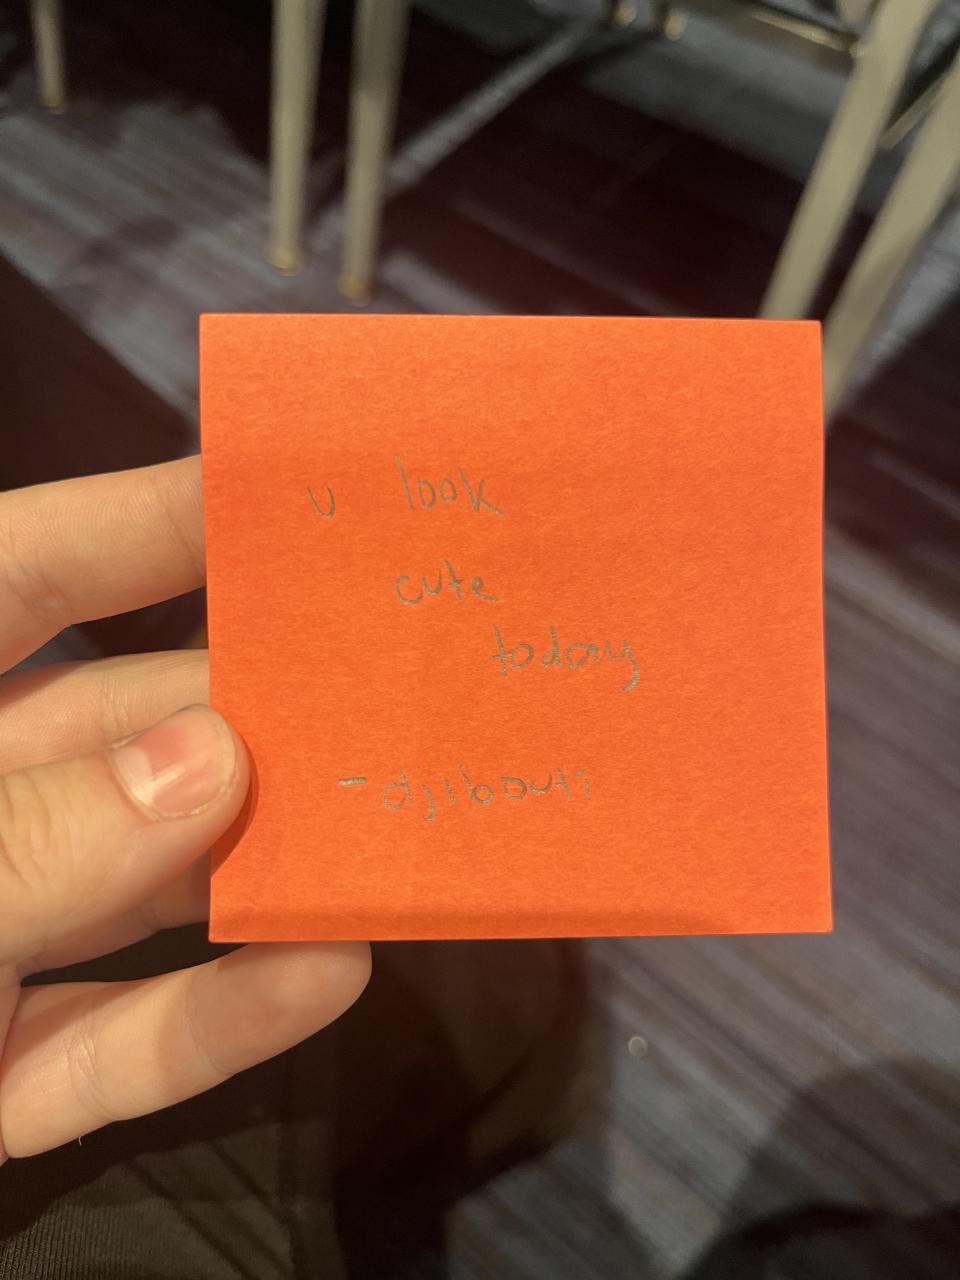 u look
cute
today
- djibouti